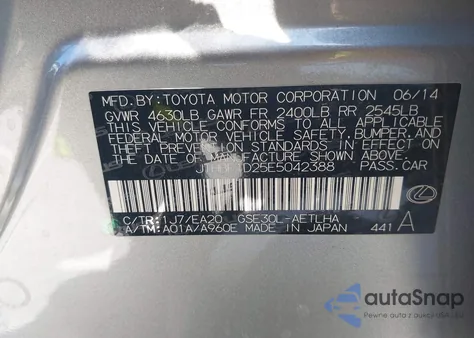 MFD.BY: TOYOTA MOTOR CORPORATION 06/14
GVWR 4630LB GAWR FR 2400LB RR 2545LB
THIS VEHICLE CONFORMS TO ALL APPLICABLE
FEDERAL MOTOR VEHICLE SAFETY, BUMPER, AND
THEFT PREVENTION STANDARDS IN EFFECT ON
THE DATE OF MANUFACTURE SHOWN ABOVE.
D25E5042388 PASS.CAR
C/TR: 1J7/EA20 GSE30L-AETLHA
A/TM: A01A/A960E MADE IN JAPAN 441 A
LEXUS
autoSnap